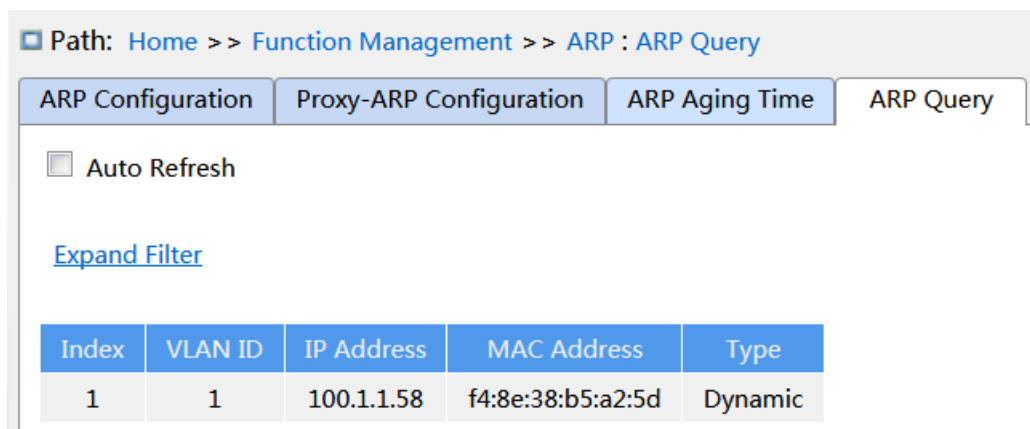 Path: Home >> Function Management >> ARP : ARP Query
ARP Configuration Proxy-ARP Configuration ARP Aging Time ARP Query
Auto Refresh
Expand Filter
Index VLAN ID IP Address MAC Address Type
1 1 100.1.1.58 f4:8e:38:b5:a2:5d Dynamic